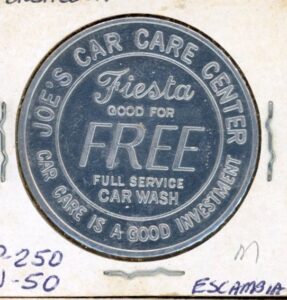 JOE'S CAR CARE CENTER
Fiesta
GOOD FOR
FREE
FULL SERVICE
CAR WASH
CAR CARE IS A GOOD INVESTMENT
M
-250
-50
ESCAMBIA